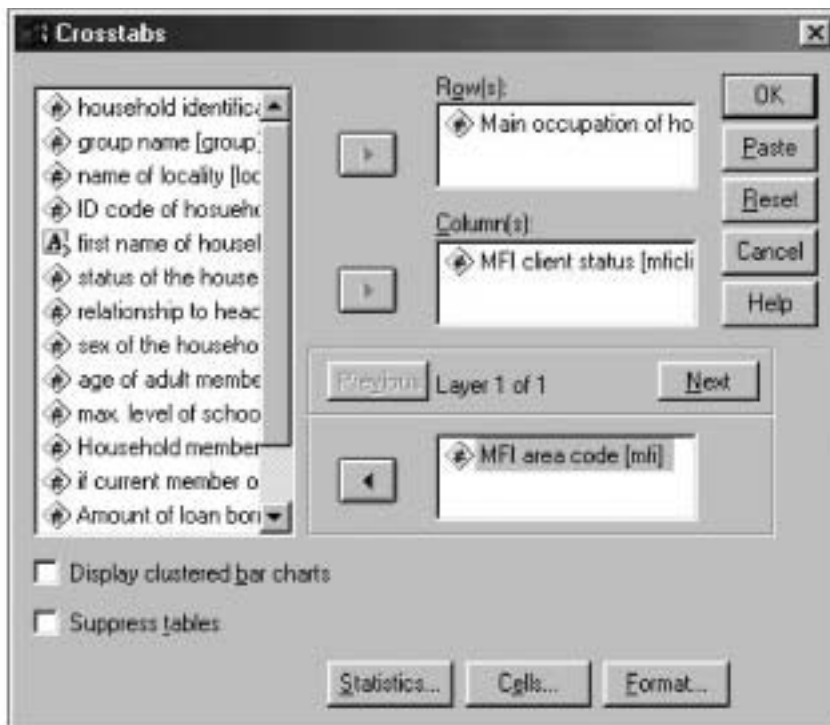 Crosstabs
household identifica
group name [group]
name of locality [loc
ID code of hosueho
first name of househ
status of the house
relationship to head
sex of the househo
age of adult membe
max. level of schoo
Household member
if current member o
Amount of loan borr
Row(s):
Main occupation of ho
Column(s):
MFI client status [mficli
Previous
Layer 1 of 1
Next
MFI area code [mfi]
OK
Paste
Reset
Cancel
Help
Display clustered bar charts
Suppress tables
Statistics...
Cells...
Format...